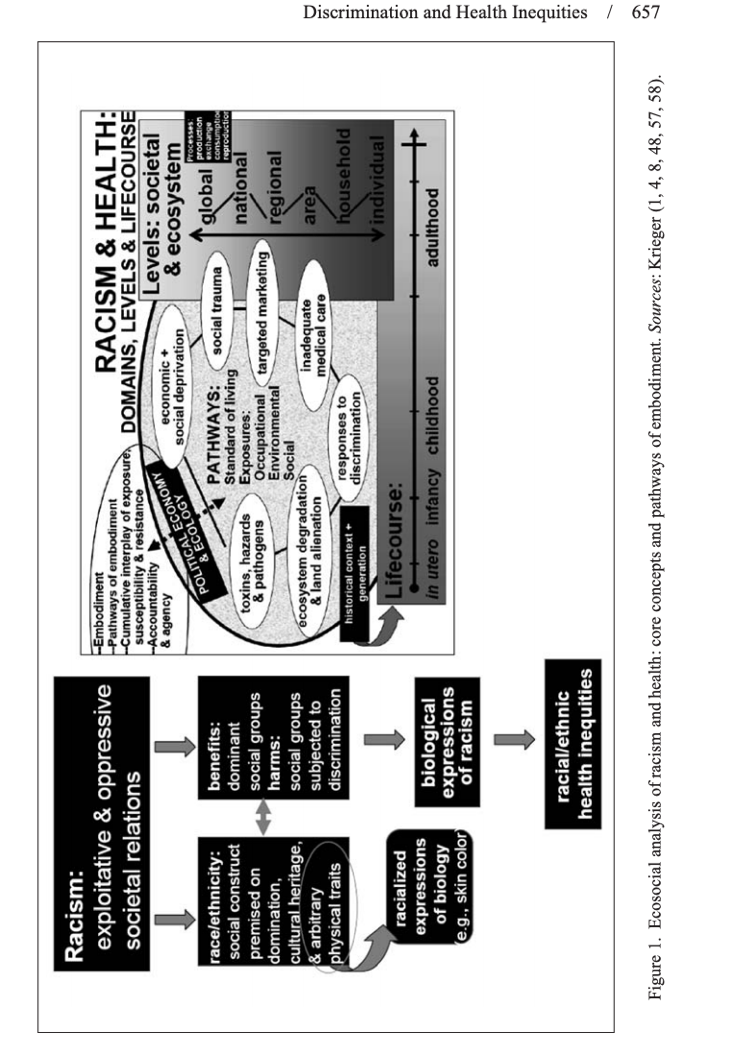 Discrimination and Health Inequities / 657
Racism:
exploitative & oppressive
societal relations
race/ethnicity:
social construct
premised on
domination,
cultural heritage,
& arbitrary
physical traits
benefits:
dominant
social groups
harms:
social groups
subjected to
discrimination
racialized
expressions
of biology
(e.g., skin color)
biological
expressions
of racism
racial/ethnic
health inequities
RACISM & HEALTH:
DOMAINS, LEVELS & LIFECOURSE
--Embodiment
--Pathways of embodiment
--Cumulative interplay of exposure,
susceptibility & resistance
--Accountability
& agency
POLITICAL ECONOMY
& ECOLOGY
economic +
social deprivation
toxins, hazards
& pathogens
PATHWAYS:
Standard of living
Exposures:
Occupational
Environmental
Social
social trauma
targeted marketing
inadequate
medical care
responses to
discrimination
ecosystem degradation
& land alienation
historical context +
generation
Levels: societal
& ecosystem
Processes:
production
exchange
consumption
reproduction
global
national
regional
area
household
individual
Lifecourse:
in utero infancy childhood adulthood
Figure 1. Ecosocial analysis of racism and health: core concepts and pathways of embodiment. Sources: Krieger (1, 4, 8, 48, 57, 58).